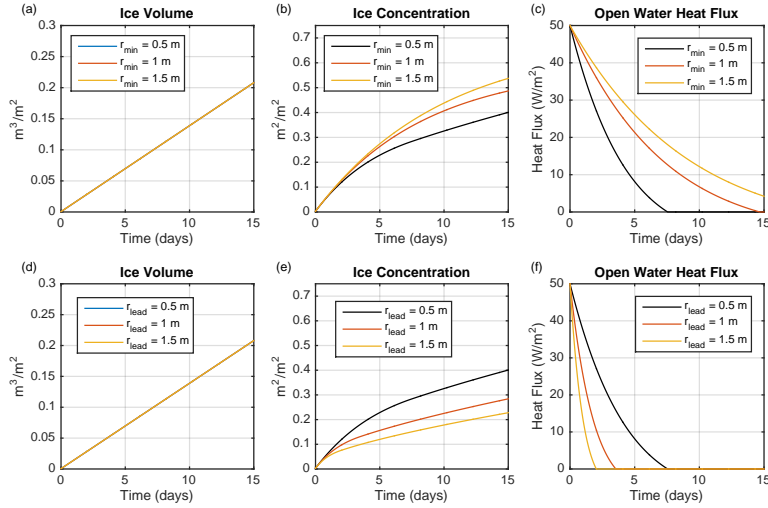 (a)
Ice Volume
0.3
0.25
0.2
0.15
0.1
0.05
0
m³/m²
r_min = 0.5 m
r_min = 1 m
r_min = 1.5 m
0 5 10 15
Time (days)
(b)
Ice Concentration
0.7
0.6
0.5
0.4
0.3
0.2
0.1
0
m²/m²
r_min = 0.5 m
r_min = 1 m
r_min = 1.5 m
0 5 10 15
Time (days)
(c)
Open Water Heat Flux
50
40
30
20
10
0
Heat Flux (W/m²)
r_min = 0.5 m
r_min = 1 m
r_min = 1.5 m
0 5 10 15
Time (days)
(d)
Ice Volume
0.3
0.25
0.2
0.15
0.1
0.05
0
m³/m²
r_lead = 0.5 m
r_lead = 1 m
r_lead = 1.5 m
0 5 10 15
Time (days)
(e)
Ice Concentration
0.7
0.6
0.5
0.4
0.3
0.2
0.1
0
m²/m²
r_lead = 0.5 m
r_lead = 1 m
r_lead = 1.5 m
0 5 10 15
Time (days)
(f)
Open Water Heat Flux
50
40
30
20
10
0
Heat Flux (W/m²)
r_lead = 0.5 m
r_lead = 1 m
r_lead = 1.5 m
0 5 10 15
Time (days)